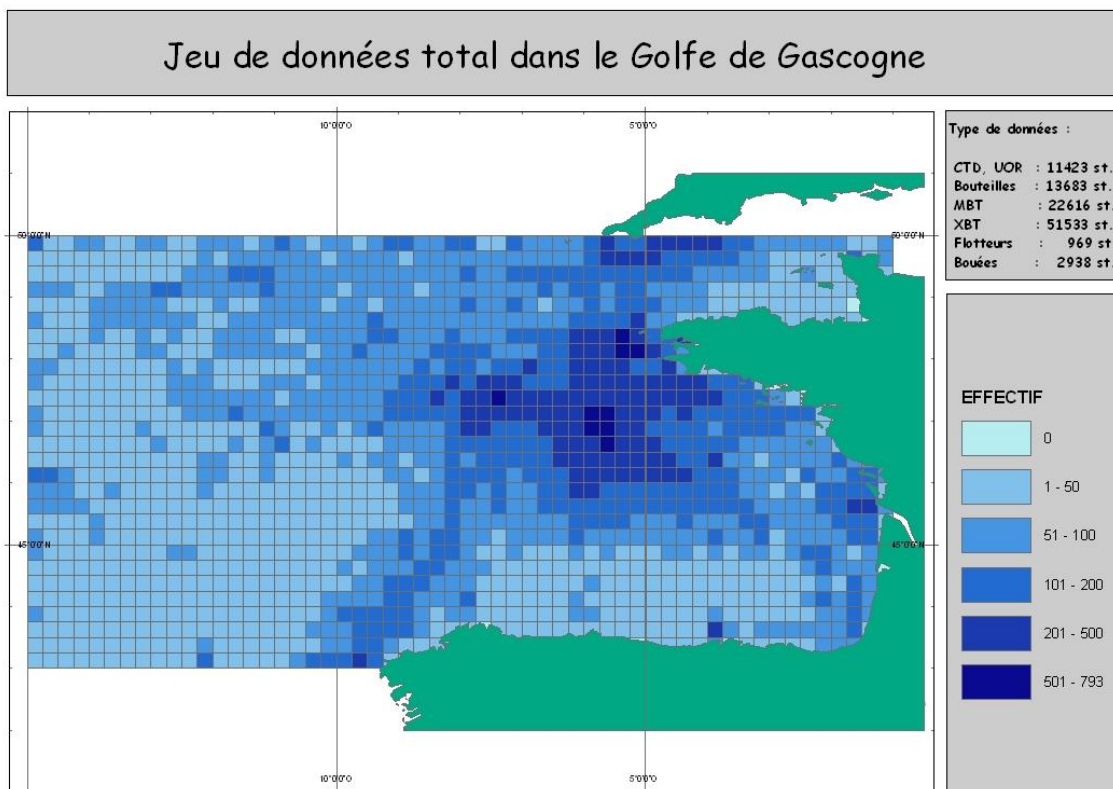 Jeu de données total dans le Golfe de Gascogne
Type de données :
CTD, UOR : 11423 st.
Bouteilles : 13683 st.
MBT : 22616 st.
XBT : 51533 st.
Flotteurs : 969 st.
Bouées : 2938 st.
10°0'0"O 5°0'0"O
50°0'0"N 50°0'0"N
45°0'0"N 45°0'0"N
10°0'0"O 5°0'0"O
EFFECTIF
0
1 - 50
51 - 100
101 - 200
201 - 500
501 - 793